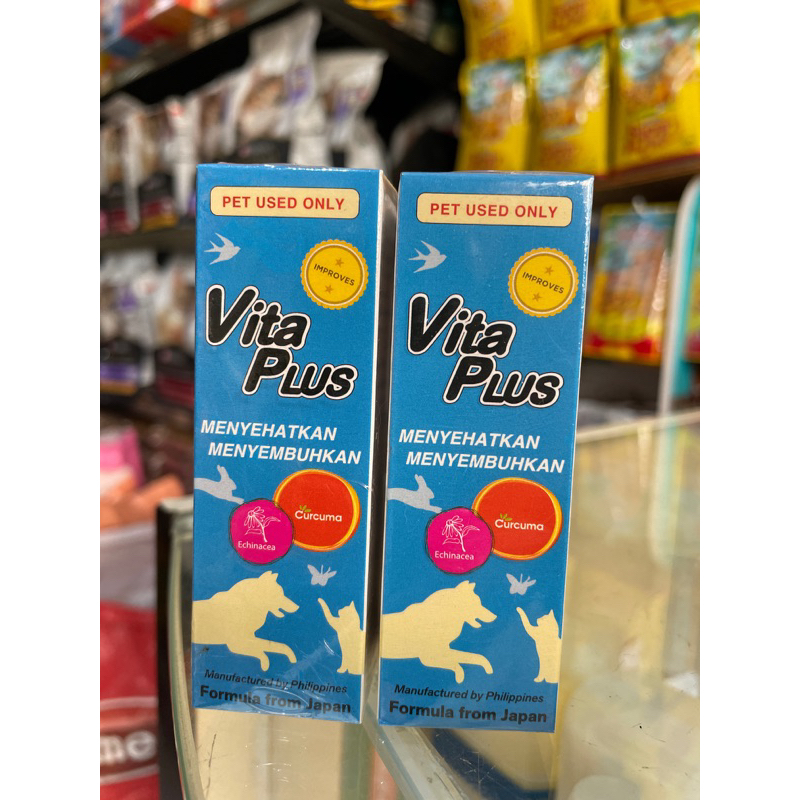 PET USED ONLY
IMPROVES
Vita
PLUS
MENYEHATKAN
MENYEMBUHKAN
Curcuma
Echinacea
Manufactured by Philippines
Formula from Japan
PET USED ONLY
IMPROVES
Vita
PLUS
MENYEHATKAN
MENYEMBUHKAN
Curcuma
Echinacea
Manufactured by Philippines
Formula from Japan
me